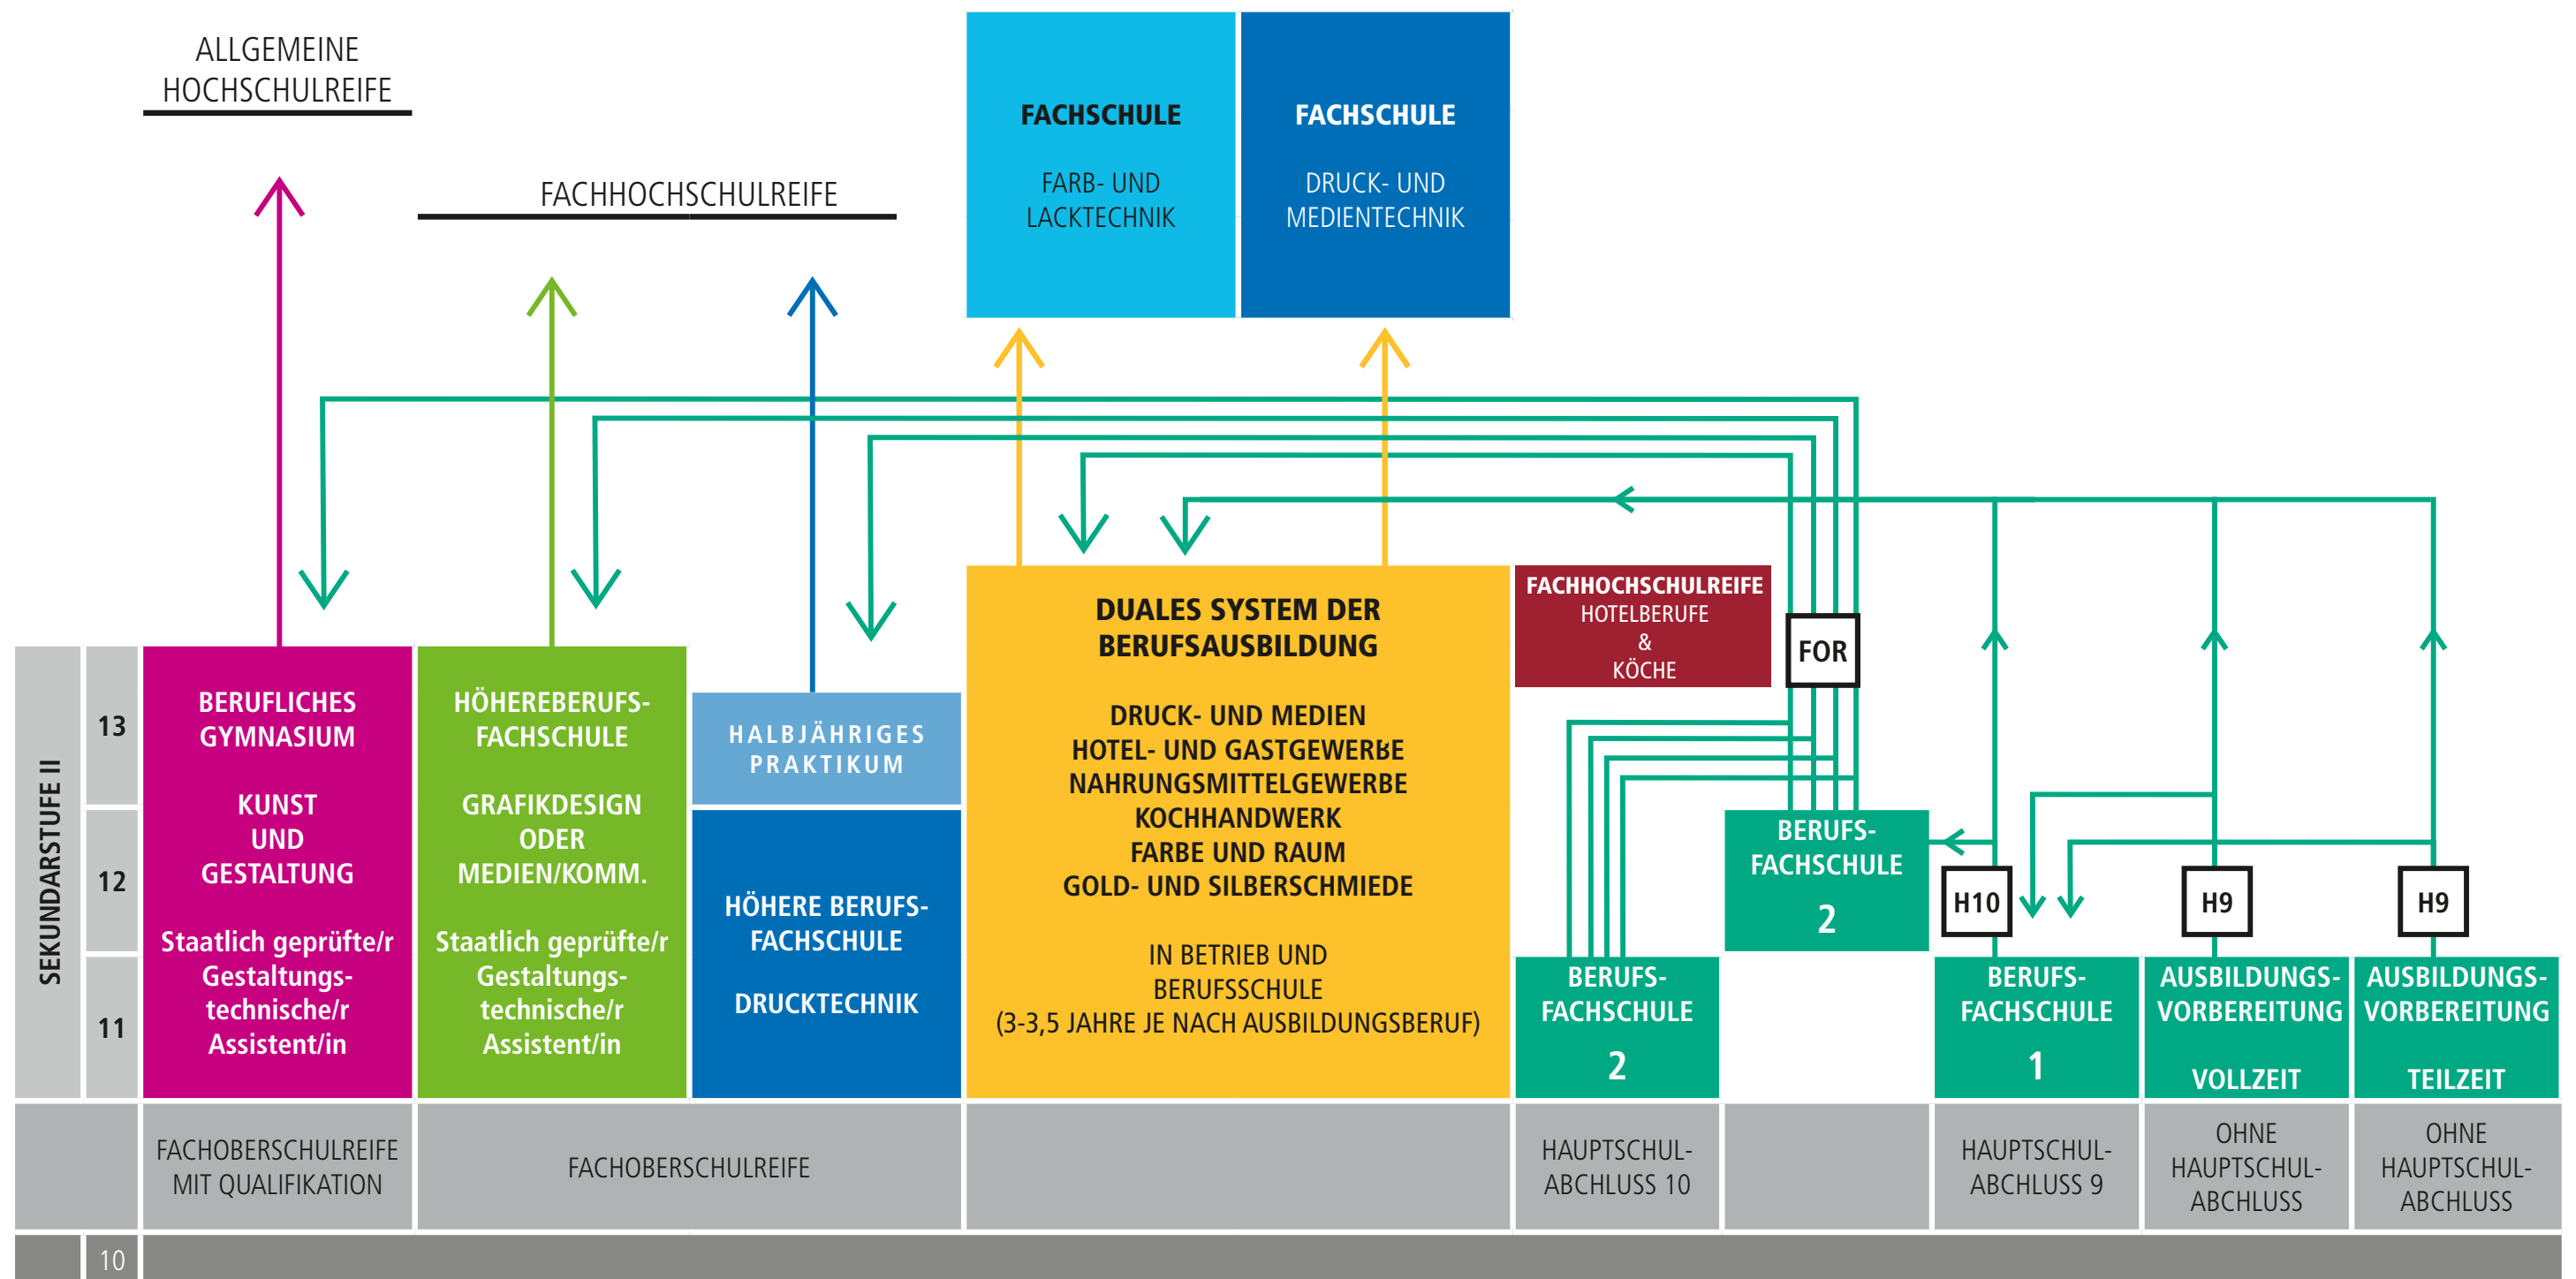 ALLGEMEINE
HOCHSCHULREIFE
FACHHOCHSCHULREIFE
FACHSCHULE
FARB- UND
LACKTECHNIK
FACHSCHULE
DRUCK- UND
MEDIENTECHNIK
SEKUNDARSTUFE II
13
12
11
BERUFLICHES
GYMNASIUM
KUNST
UND
GESTALTUNG
Staatlich geprüfte/r
Gestaltungs-
technische/r
Assistent/in
HÖHEREBERUFS-
FACHSCHULE
GRAFIKDESIGN
ODER
MEDIEN/KOMM.
Staatlich geprüfte/r
Gestaltungs-
technische/r
Assistent/in
HALBJÄHRIGES
PRAKTIKUM
HÖHERE BERUFS-
FACHSCHULE
DRUCKTECHNIK
DUALES SYSTEM DER
BERUFSAUSBILDUNG
DRUCK- UND MEDIEN
HOTEL- UND GASTGEWERBE
NAHRUNGSMITTELGEWERBE
KOCHHANDWERK
FARBE UND RAUM
GOLD- UND SILBERSCHMIEDE
IN BETRIEB UND
BERUFSSCHULE
(3-3,5 JAHRE JE NACH AUSBILDUNGSBERUF)
FACHHOCHSCHULREIFE
HOTELBERUFE
&
KÖCHE
FOR
BERUFS-
FACHSCHULE
2
BERUFS-
FACHSCHULE
2
H10
BERUFS-
FACHSCHULE
1
H9
AUSBILDUNGS-
VORBEREITUNG
VOLLZEIT
H9
AUSBILDUNGS-
VORBEREITUNG
TEILZEIT
FACHOBERSCHULREIFE
MIT QUALIFIKATION
FACHOBERSCHULREIFE
HAUPTSCHUL-
ABCHLUSS 10
HAUPTSCHUL-
ABCHLUSS 9
OHNE
HAUPTSCHUL-
ABCHLUSS
OHNE
HAUPTSCHUL-
ABCHLUSS
10